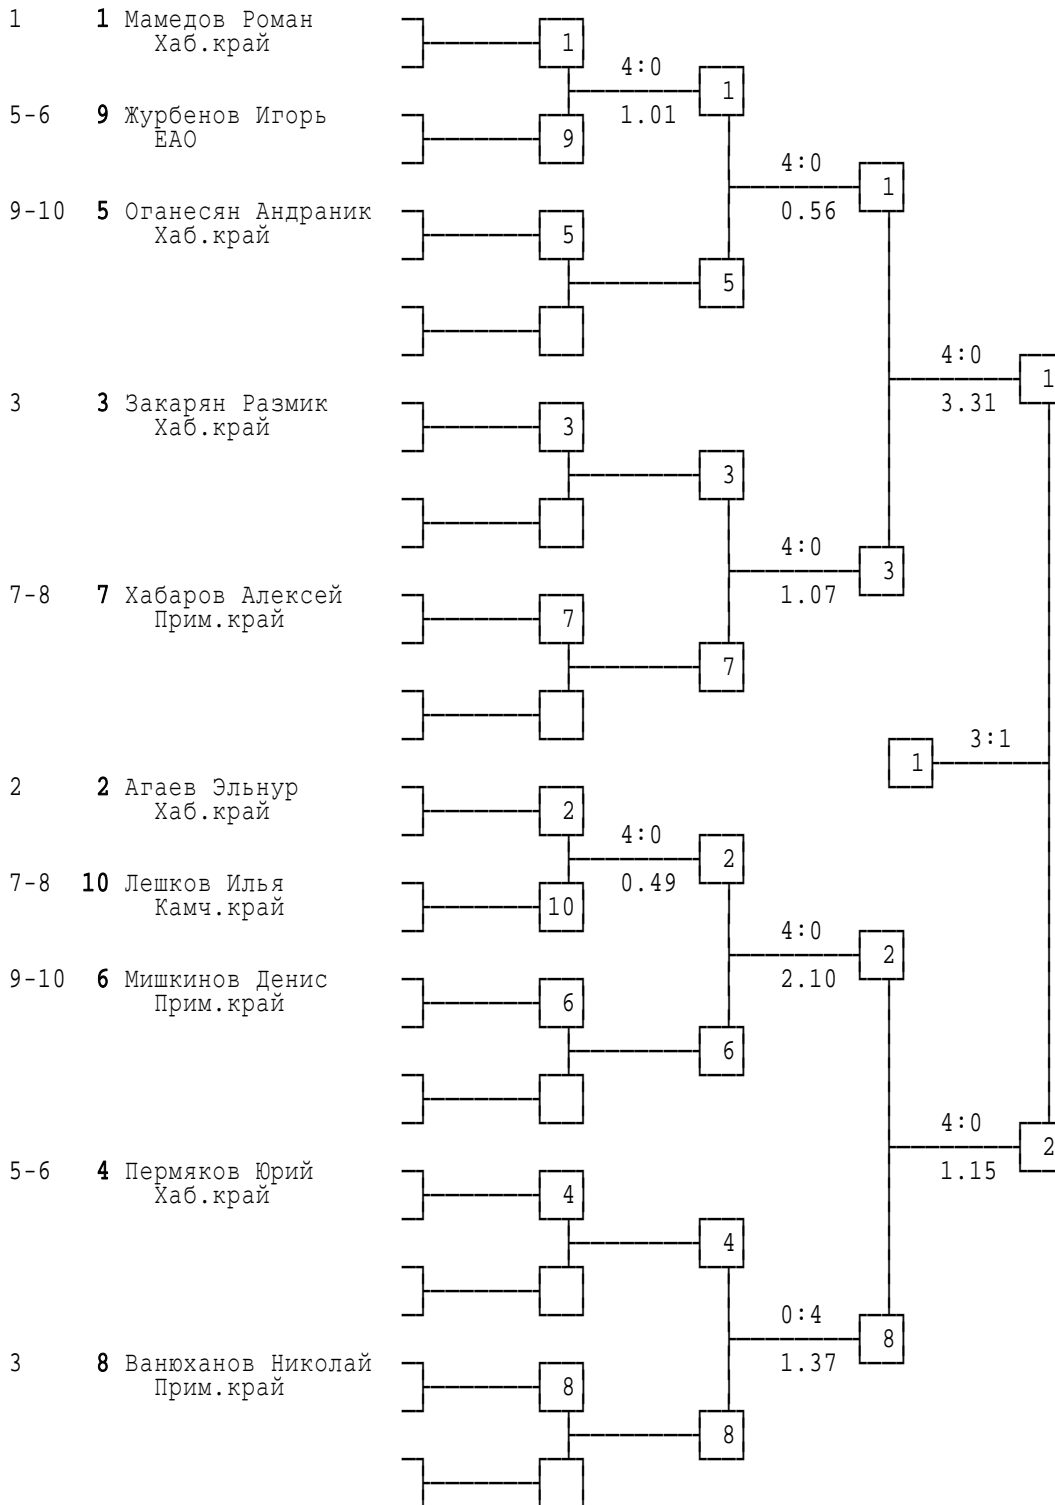 1 1 Мамедов Роман 1
Хаб.край
4:0
1
5-6 9 Журбенов Игорь 1.01
ЕАО 9
4:0
1
9-10 5 Оганесян Андраник 0.56
Хаб.край 5
5
4:0
1
3 3 Закарян Размик 3.31
Хаб.край 3
3
4:0
3
7-8 7 Хабаров Алексей 1.07
Прим.край 7
7
3:1
1
2 2 Агаев Эльнур
Хаб.край 2
4:0
2
7-8 10 Лешков Илья 0.49
Камч.край 10
4:0
2
9-10 6 Мишкинов Денис 2.10
Прим.край 6
6
4:0
2
5-6 4 Пермяков Юрий 1.15
Хаб.край 4
4
0:4
8
3 8 Ванюханов Николай 1.37
Прим.край 8
8